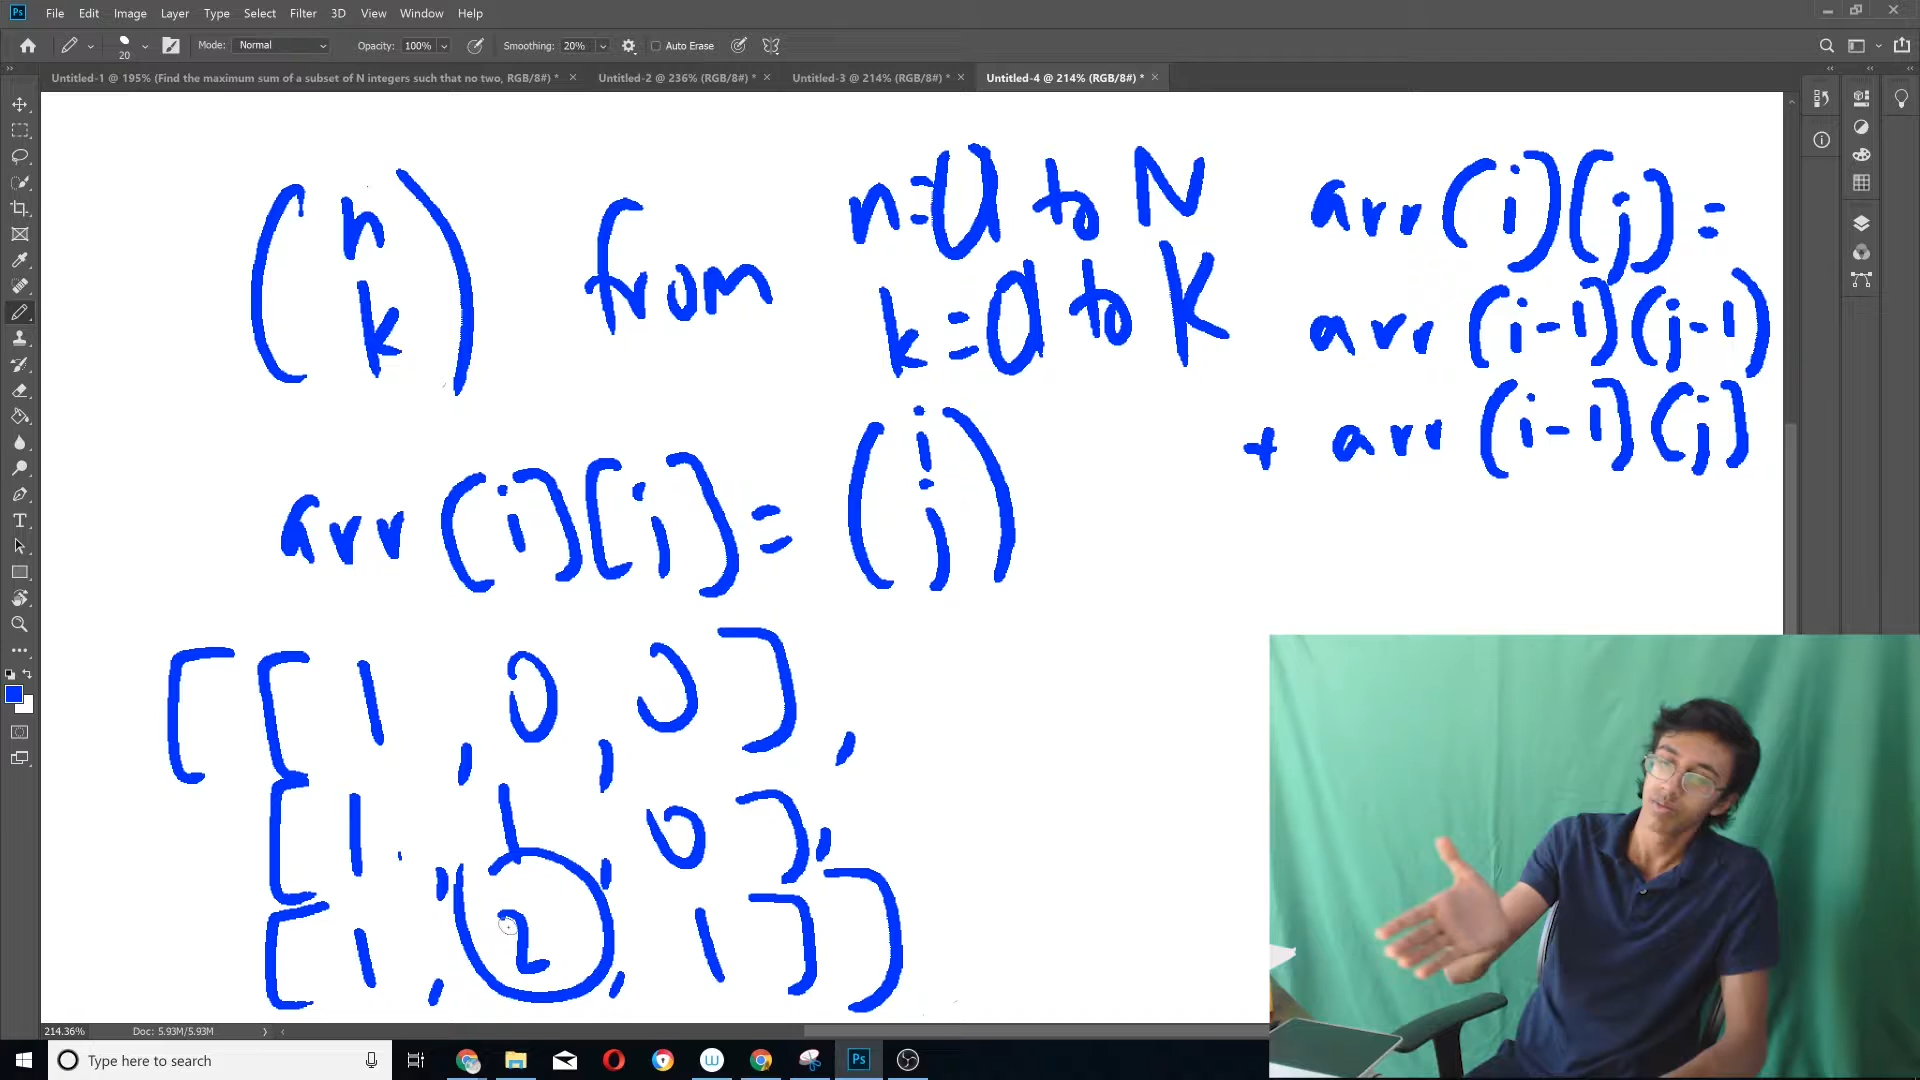 Ps File Edit Image Layer Type Select Filter 3D View Window Help
20 Mode: Normal Opacity: 100% Smoothing: 20% Auto Erase
Untitled-1 @ 195% (Find the maximum sum of a subset of N integers such that no two, RGB/8#) * × Untitled-2 @ 236% (RGB/8#) * × Untitled-3 @ 214% (RGB/8#) * × Untitled-4 @ 214% (RGB/8#) * ×
(n k) from n=0 to N
k=0 to K
arr[i][j]=
arr[i-1][j-1]
+ arr[i-1][j]
arr[i][j]= (i j)
[[1, 0, 0],
[1, 1, 0],
[1, 2, 1]]
214.36% Doc: 5.93M/5.93M
Type here to search
Ps